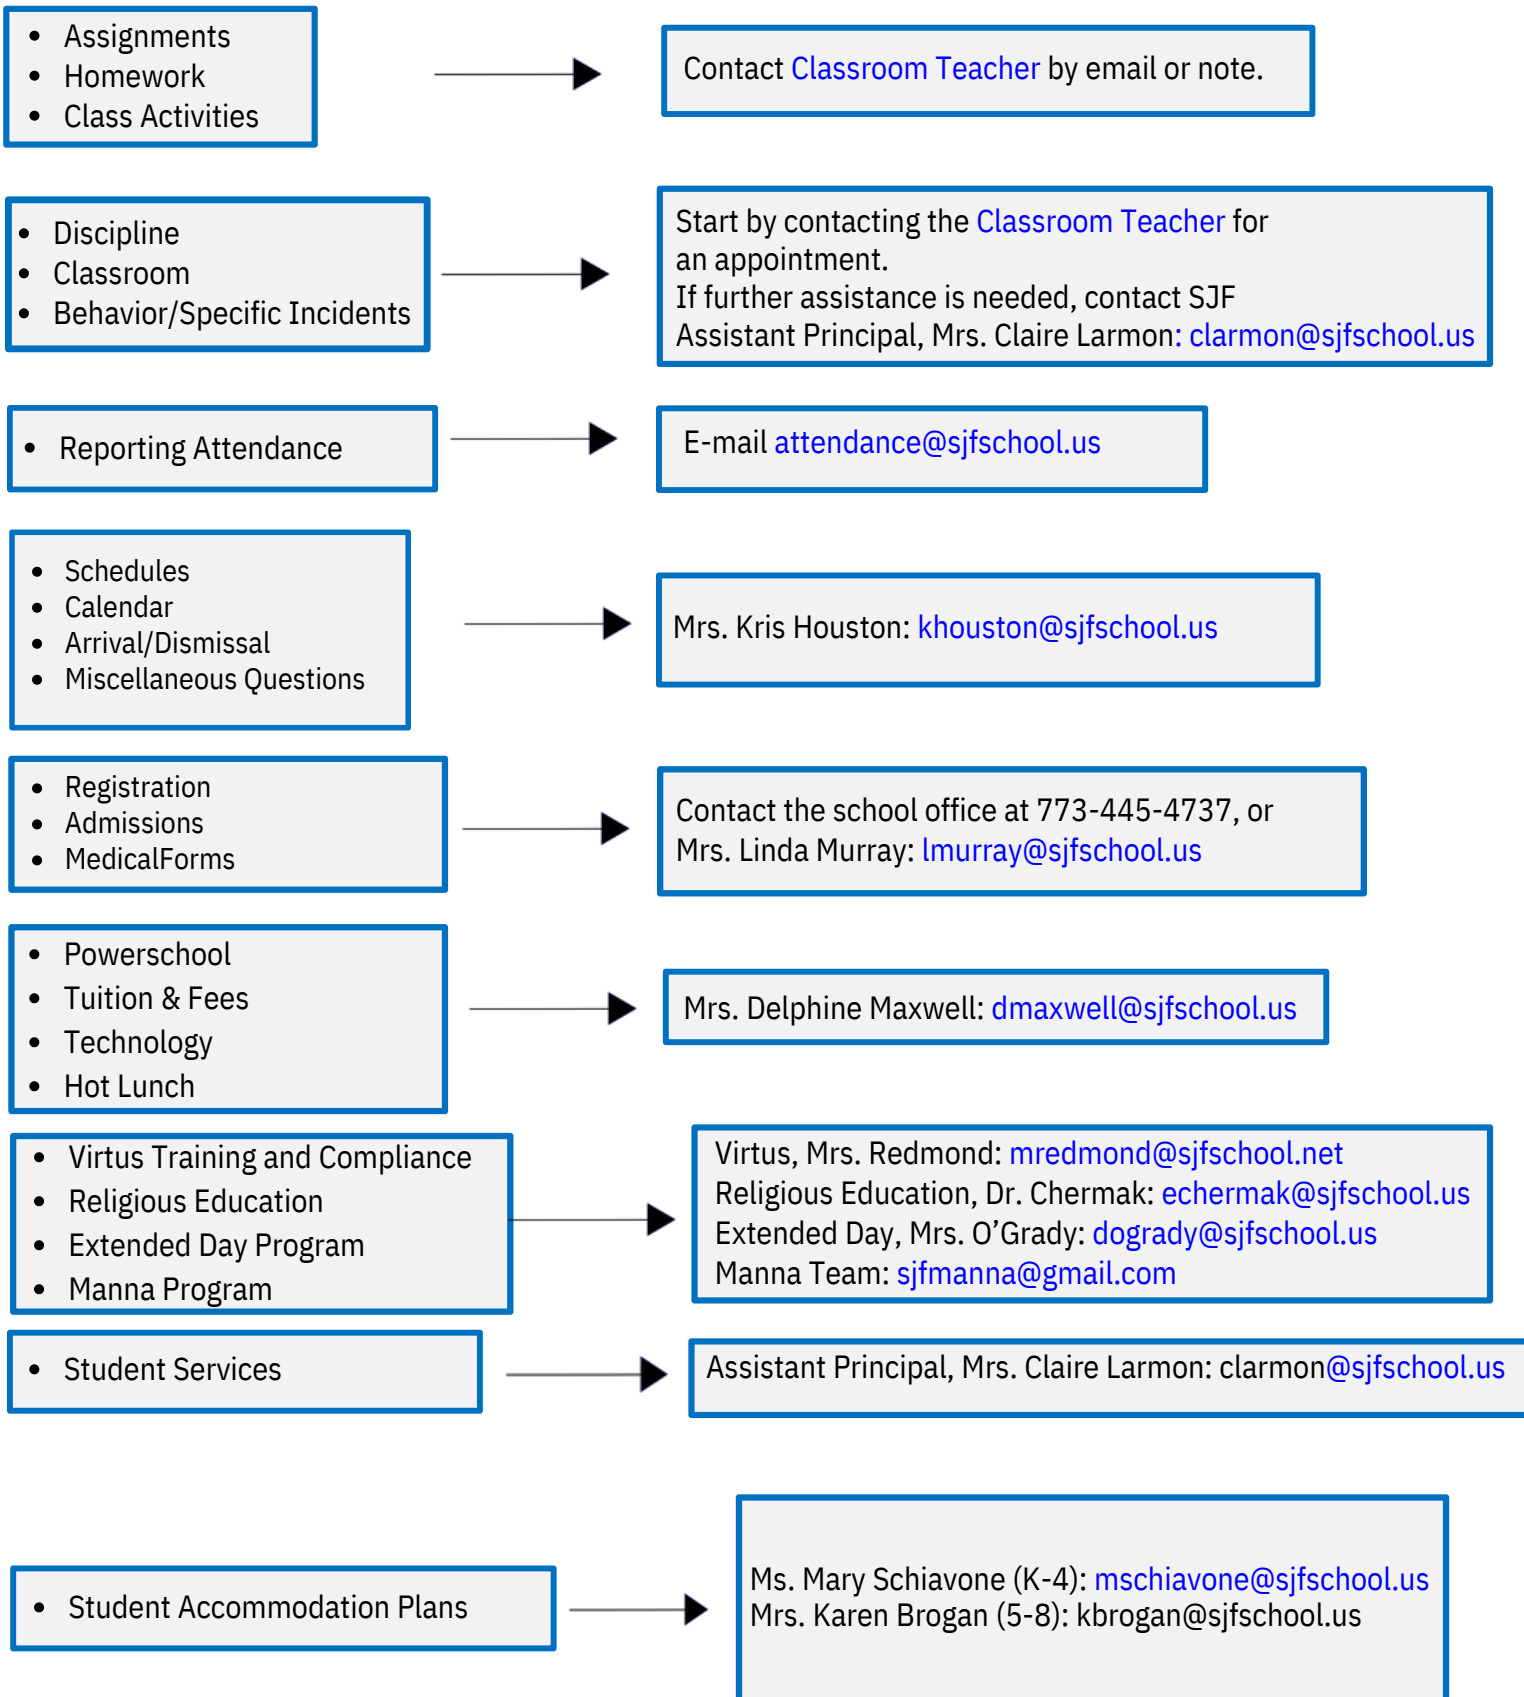 • Assignments
• Homework
• Class Activities
Contact Classroom Teacher by email or note.
• Discipline
• Classroom
• Behavior/Specific Incidents
Start by contacting the Classroom Teacher for
an appointment.
If further assistance is needed, contact SJF
Assistant Principal, Mrs. Claire Larmon: clarmon@sjfschool.us
• Reporting Attendance
E-mail attendance@sjfschool.us
• Schedules
• Calendar
• Arrival/Dismissal
• Miscellaneous Questions
Mrs. Kris Houston: khouston@sjfschool.us
• Registration
• Admissions
• MedicalForms
Contact the school office at 773-445-4737, or
Mrs. Linda Murray: lmurray@sjfschool.us
• Powerschool
• Tuition & Fees
• Technology
• Hot Lunch
Mrs. Delphine Maxwell: dmaxwell@sjfschool.us
• Virtus Training and Compliance
• Religious Education
• Extended Day Program
• Manna Program
Virtus, Mrs. Redmond: mredmond@sjfschool.net
Religious Education, Dr. Chermak: echermak@sjfschool.us
Extended Day, Mrs. O’Grady: dogrady@sjfschool.us
Manna Team: sjfmanna@gmail.com
• Student Services
Assistant Principal, Mrs. Claire Larmon: clarmon@sjfschool.us
• Student Accommodation Plans
Ms. Mary Schiavone (K-4): mschiavone@sjfschool.us
Mrs. Karen Brogan (5-8): kbrogan@sjfschool.us